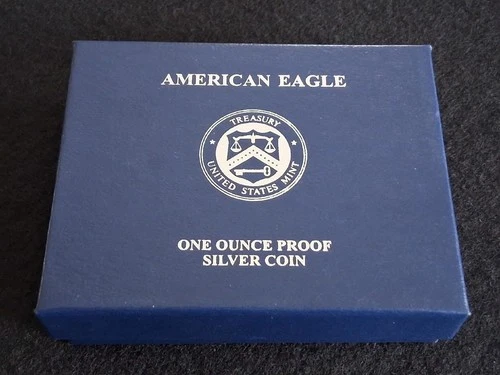 AMERICAN EAGLE
TREASURY
UNITED STATES MINT
ONE OUNCE PROOF
SILVER COIN